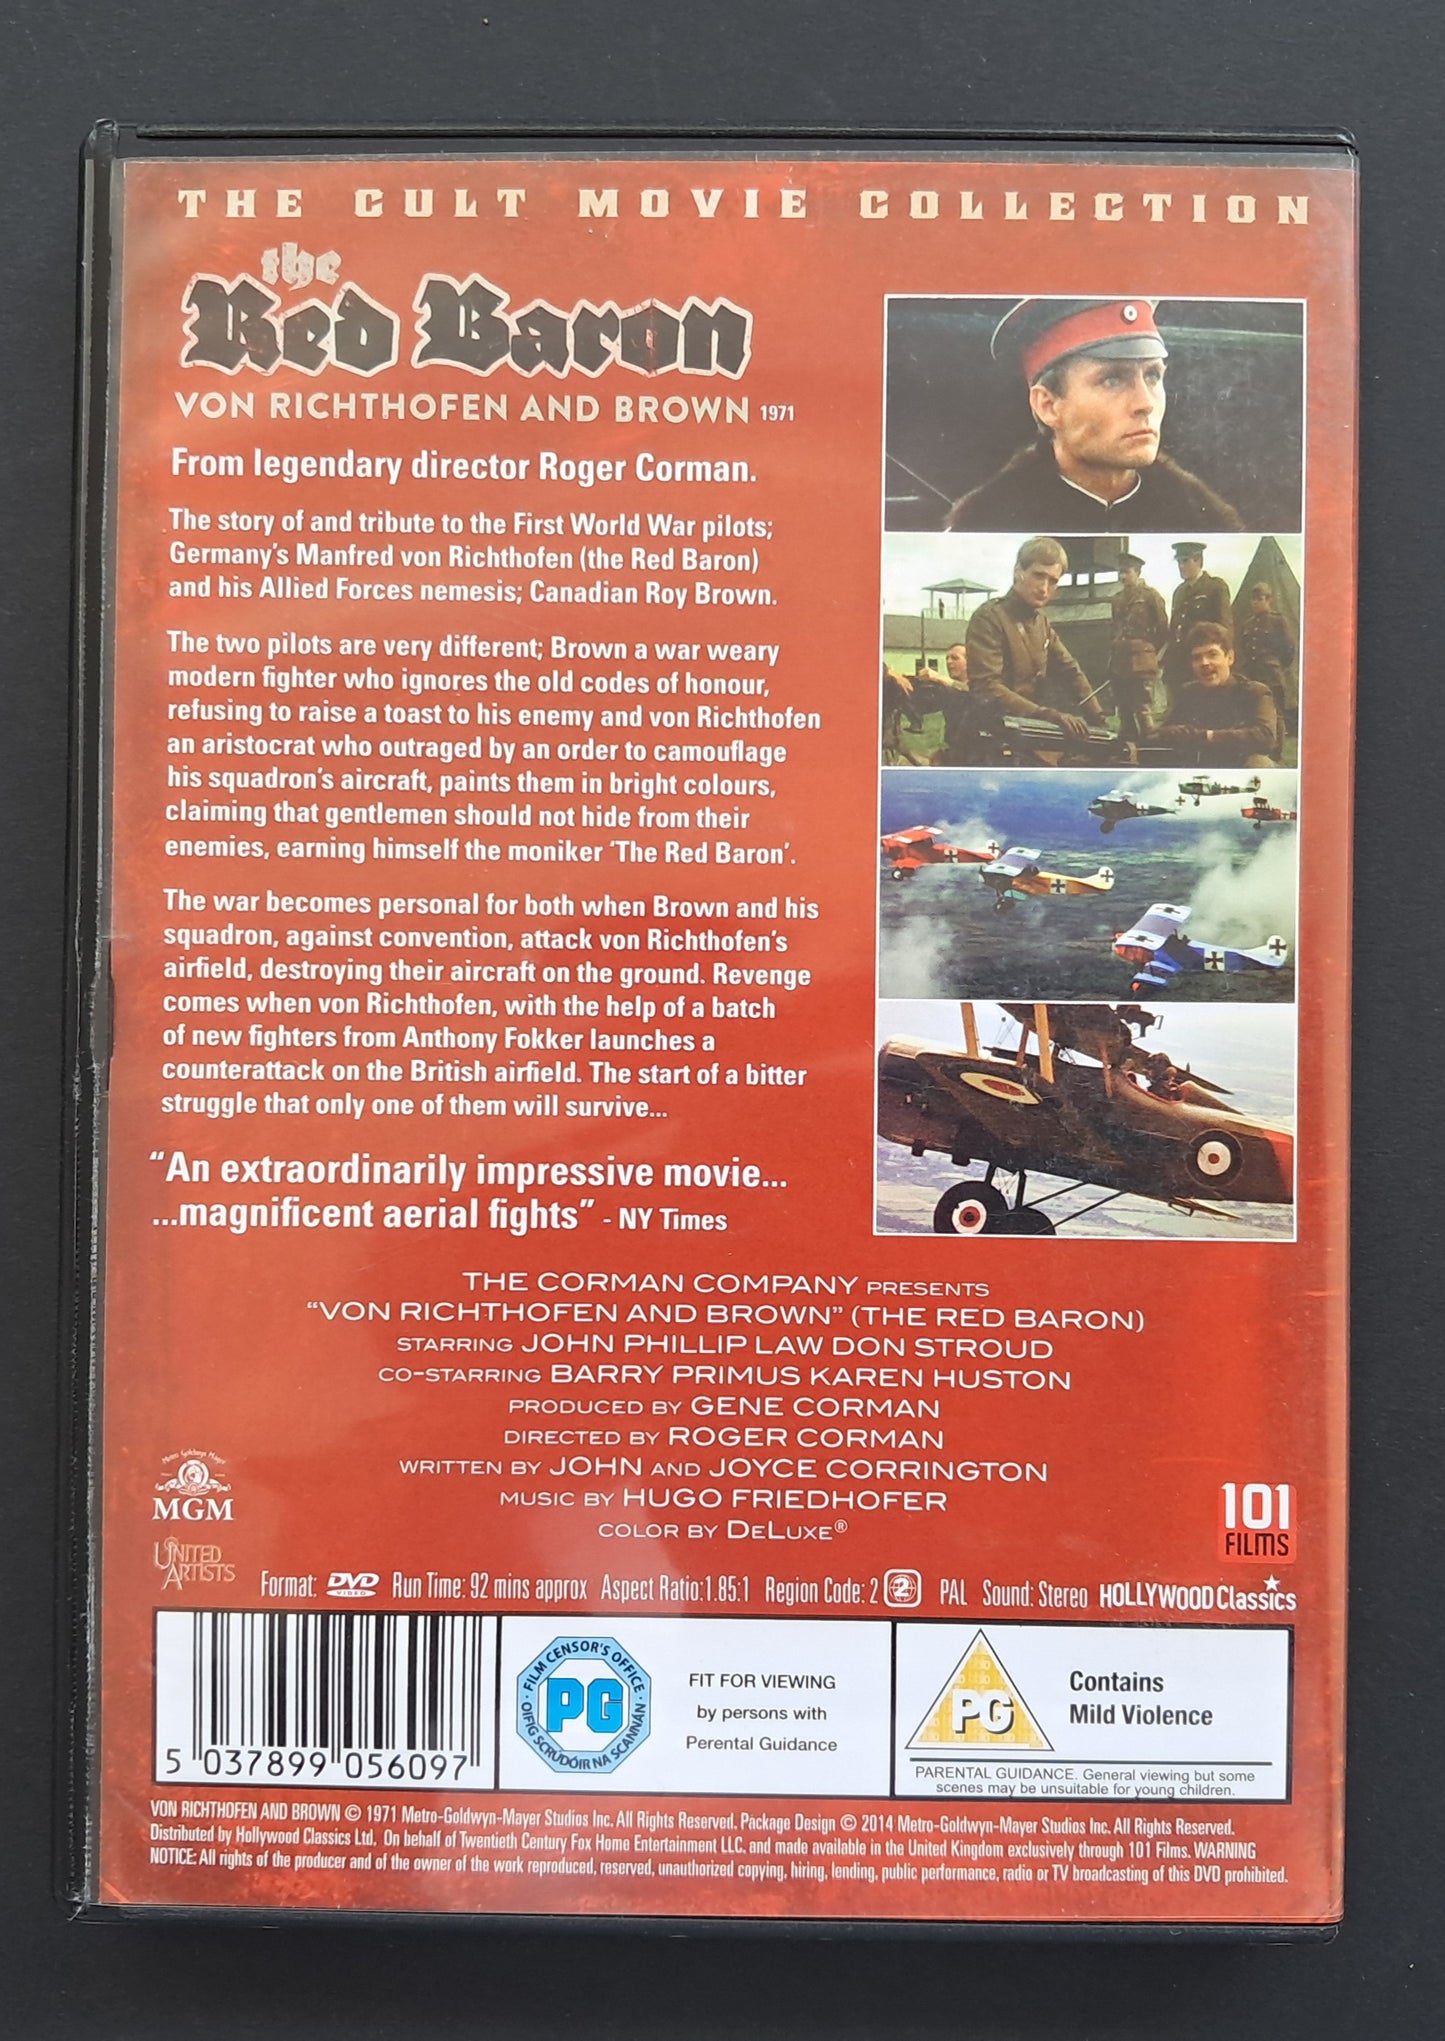 THE CULT MOVIE COLLECTION
the
Red Baron
VON RICHTHOFEN AND BROWN 1971
From legendary director Roger Corman.
The story of and tribute to the First World War pilots;
Germany's Manfred von Richthofen (the Red Baron)
and his Allied Forces nemesis; Canadian Roy Brown.
The two pilots are very different; Brown a war weary
modern fighter who ignores the old codes of honour,
refusing to raise a toast to his enemy and von Richthofen
an aristocrat who outraged by an order to camouflage
his squadron's aircraft, paints them in bright colours,
claiming that gentlemen should not hide from their
enemies, earning himself the moniker 'The Red Baron'.
The war becomes personal for both when Brown and his
squadron, against convention, attack von Richthofen's
airfield, destroying their aircraft on the ground. Revenge
comes when von Richthofen, with the help of a batch
of new fighters from Anthony Fokker launches a
counterattack on the British airfield. The start of a bitter
struggle that only one of them will survive...
"An extraordinarily impressive movie...
...magnificent aerial fights" - NY Times
THE CORMAN COMPANY PRESENTS
"VON RICHTHOFEN AND BROWN" (THE RED BARON)
STARRING JOHN PHILLIP LAW DON STROUD
CO-STARRING BARRY PRIMUS KAREN HUSTON
PRODUCED BY GENE CORMAN
DIRECTED BY ROGER CORMAN
WRITTEN BY JOHN AND JOYCE CORRINGTON
MUSIC BY HUGO FRIEDHOFER
COLOR BY DELUXE®
Metro Goldwyn Mayer
MGM
UNITED
ARTISTS
101
FILMS
Format: DVD VIDEO Run Time: 92 mins approx Aspect Ratio:1.85:1 Region Code: 2 2 PAL Sound: Stereo HOLLYWOOD Classics
5 037899 056097
FILM CENSOR'S OFFICE
PG
OIFIG SCRÚDÓIR NA SCANNÁN
FIT FOR VIEWING
by persons with
Perental Guidance
PG
Contains
Mild Violence
PARENTAL GUIDANCE. General viewing but some
scenes may be unsuitable for young children.
VON RICHTHOFEN AND BROWN © 1971 Metro-Goldwyn-Mayer Studios Inc. All Rights Reserved. Package Design © 2014 Metro-Goldwyn-Mayer Studios Inc. All Rights Reserved.
Distributed by Hollywood Classics Ltd, On behalf of Twentieth Century Fox Home Entertainment LLC. and made available in the United Kingdom exclusively through 101 Films. WARNING
NOTICE: All rights of the producer and of the owner of the work reproduced, reserved, unauthorized copying, hiring, lending, public performance, radio or TV broadcasting of this DVD prohibited.